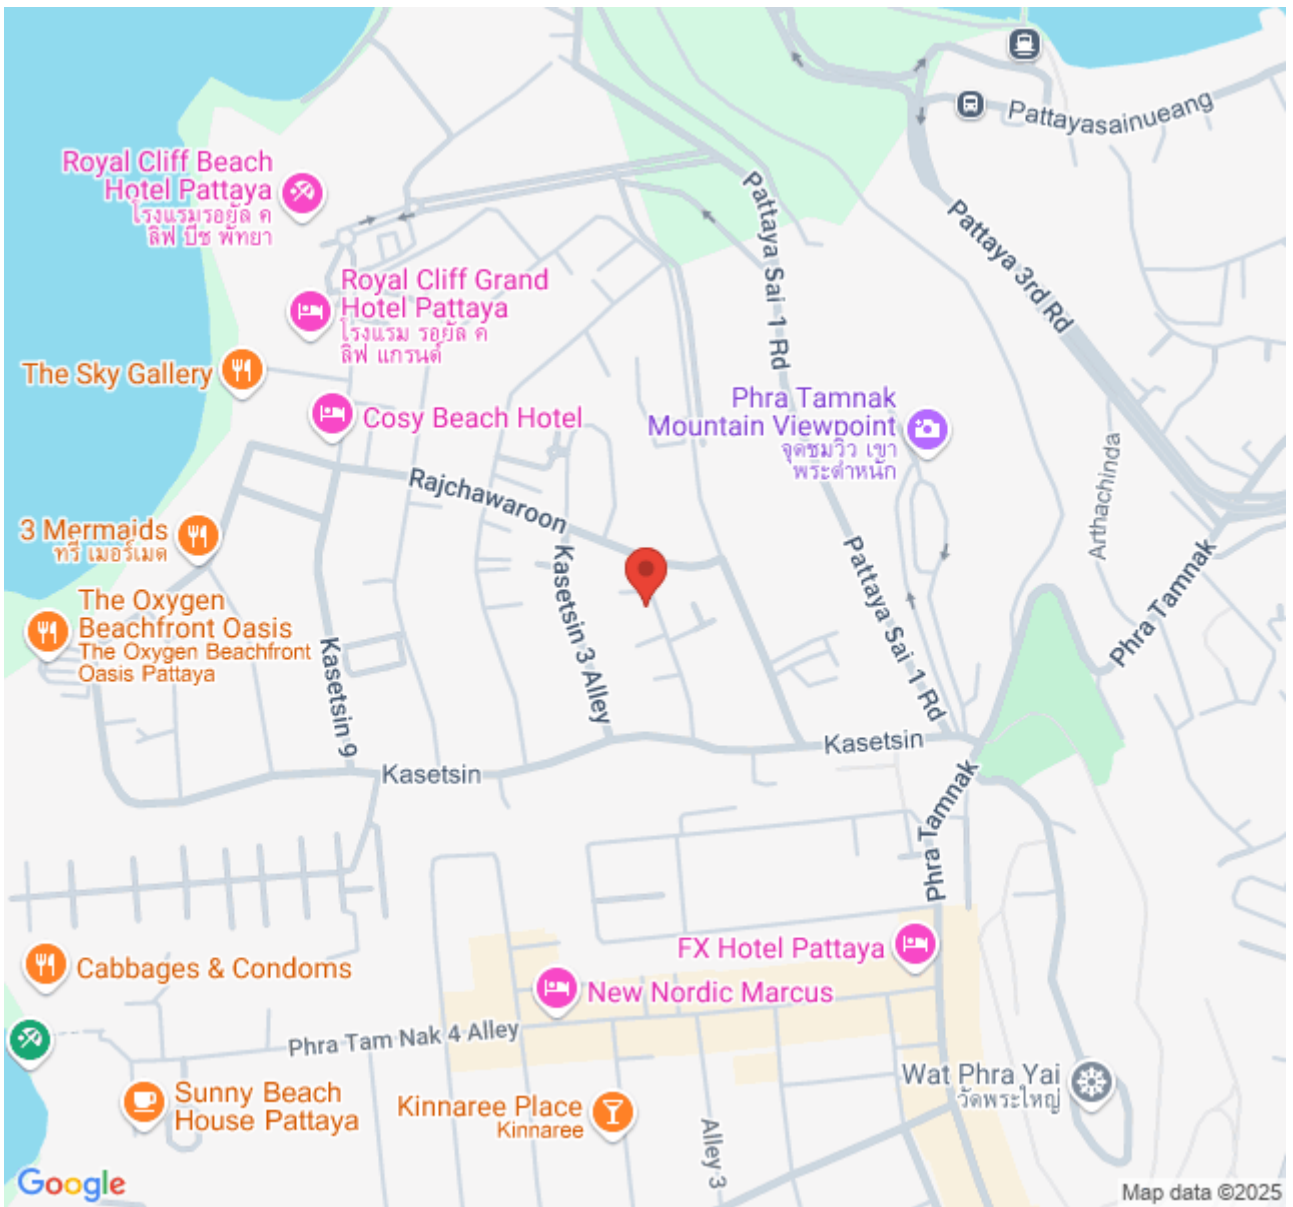 Pattayasainueang
Royal Cliff Beach
Hotel Pattaya
โรงแรมรอยัล ค
ลิฟ บีช พัทยา
Pattaya Sai 1 Rd
Pattaya 3rd Rd
Royal Cliff Grand
Hotel Pattaya
โรงแรม รอยัล ค
ลิฟ แกรนด์
The Sky Gallery
Cosy Beach Hotel
Phra Tamnak
Mountain Viewpoint
จุดชมวิว เขา
พระตำหนัก
Arthachinda
Rajchawaroon
3 Mermaids
ทรี เมอร์เมด
Kasetsin 3 Alley
Pattaya Sai 1 Rd
Phra Tamnak
The Oxygen
Beachfront Oasis
The Oxygen Beachfront
Oasis Pattaya
Kasetsin 9
Kasetsin
Kasetsin
Phra Tamnak
FX Hotel Pattaya
Cabbages & Condoms
New Nordic Marcus
Phra Tam Nak 4 Alley
Wat Phra Yai
วัดพระใหญ่
Sunny Beach
House Pattaya
Kinnaree Place
Kinnaree
Alley 3
Google
Map data ©2025